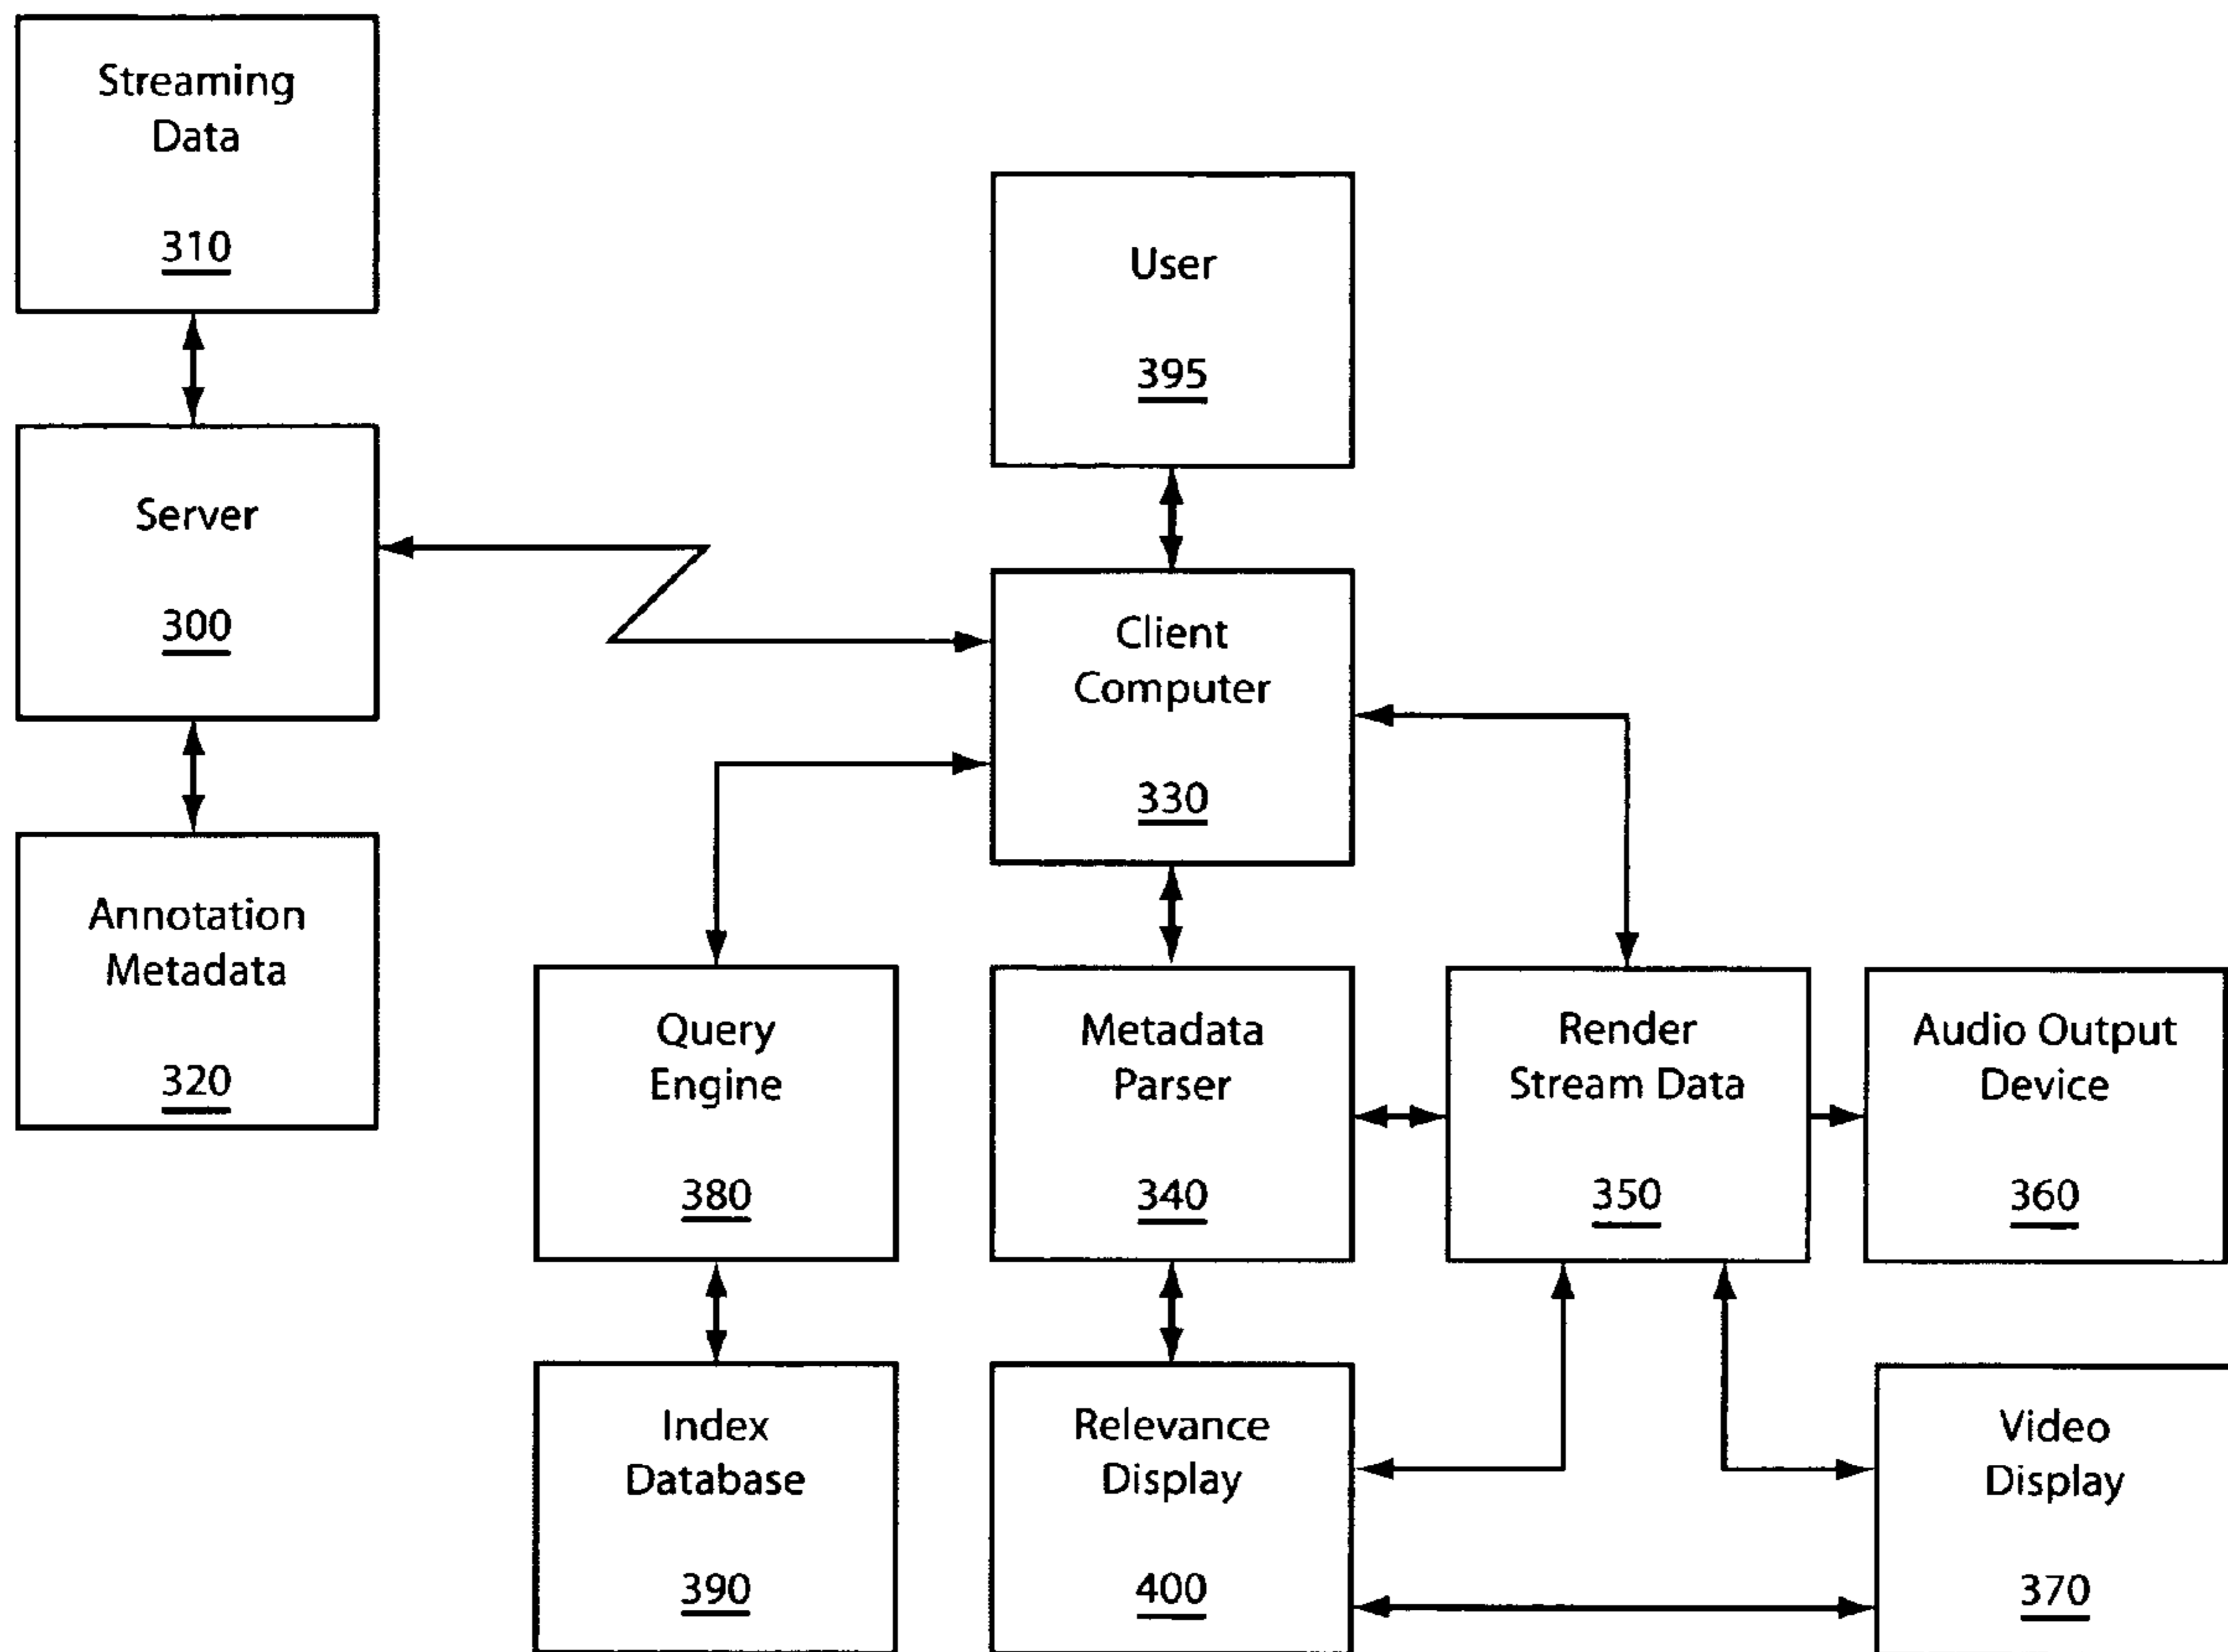 Streaming
Data
310
User
395
Server
300
Client
Computer
330
Annotation
Metadata
320
Query
Engine
380
Metadata
Parser
340
Render
Stream Data
350
Audio Output
Device
360
Index
Database
390
Relevance
Display
400
Video
Display
370